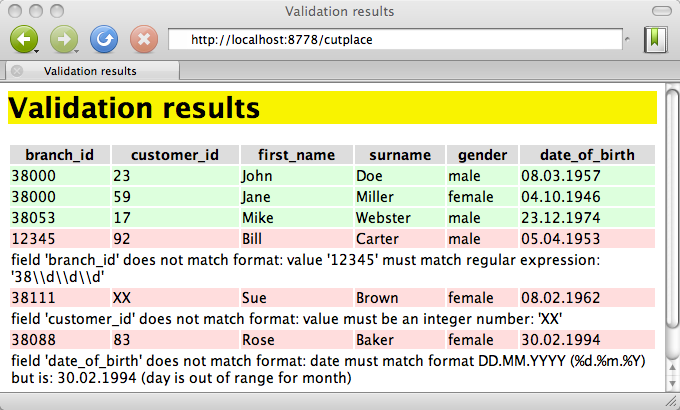 Validation results
http://localhost:8778/cutplace
Validation results
Validation results
branch_id customer_id first_name surname gender date_of_birth
38000 23 John Doe male 08.03.1957
38000 59 Jane Miller female 04.10.1946
38053 17 Mike Webster male 23.12.1974
12345 92 Bill Carter male 05.04.1953
field 'branch_id' does not match format: value '12345' must match regular expression:
'38\\d\\d\\d'
38111 XX Sue Brown female 08.02.1962
field 'customer_id' does not match format: value must be an integer number: 'XX'
38088 83 Rose Baker female 30.02.1994
field 'date_of_birth' does not match format: date must match format DD.MM.YYYY (%d.%m.%Y)
but is: 30.02.1994 (day is out of range for month)